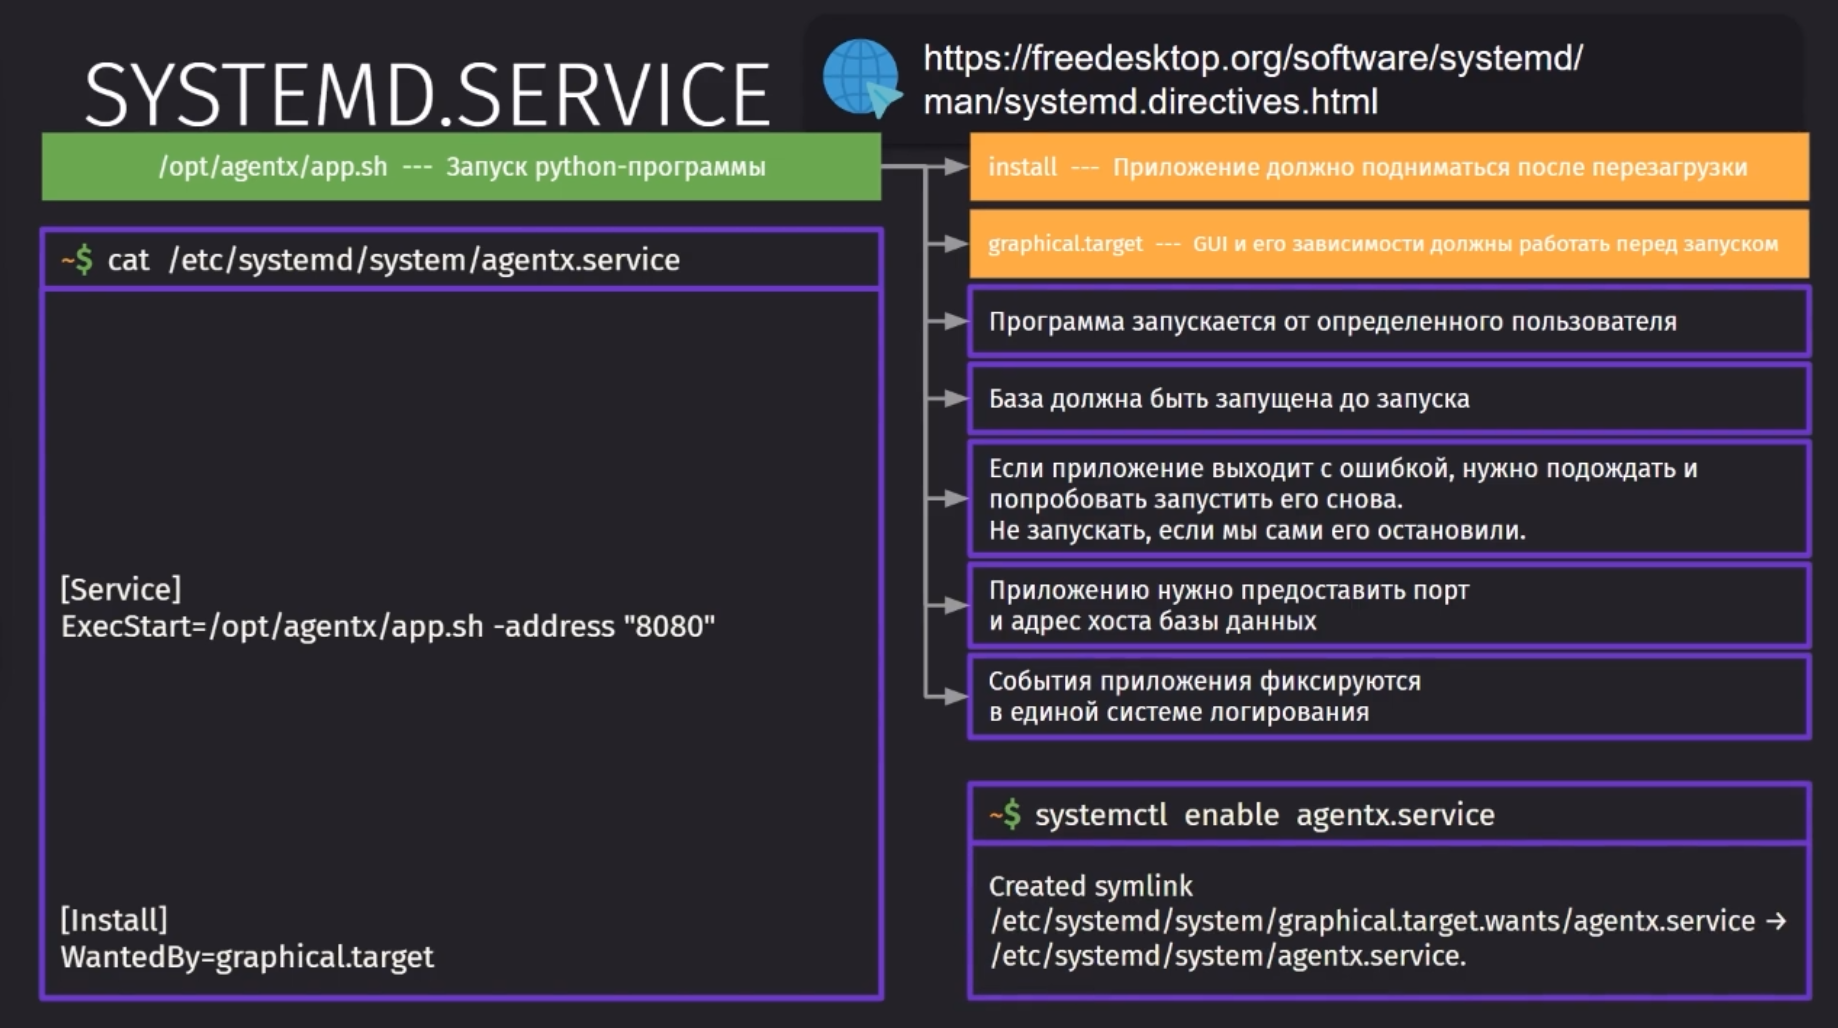 SYSTEMD.SERVICE
https://freedesktop.org/software/systemd/
man/systemd.directives.html
/opt/agentx/app.sh --- Запуск python-программы
~$ cat /etc/systemd/system/agentx.service
[Service]
ExecStart=/opt/agentx/app.sh -address "8080"
[Install]
WantedBy=graphical.target
install --- Приложение должно подниматься после перезагрузки
graphical.target --- GUI и его зависимости должны работать перед запуском
Программа запускается от определенного пользователя
База должна быть запущена до запуска
Если приложение выходит с ошибкой, нужно подождать и
попробовать запустить его снова.
Не запускать, если мы сами его остановили.
Приложению нужно предоставить порт
и адрес хоста базы данных
События приложения фиксируются
в единой системе логирования
~$ systemctl enable agentx.service
Created symlink
/etc/systemd/system/graphical.target.wants/agentx.service →
/etc/systemd/system/agentx.service.